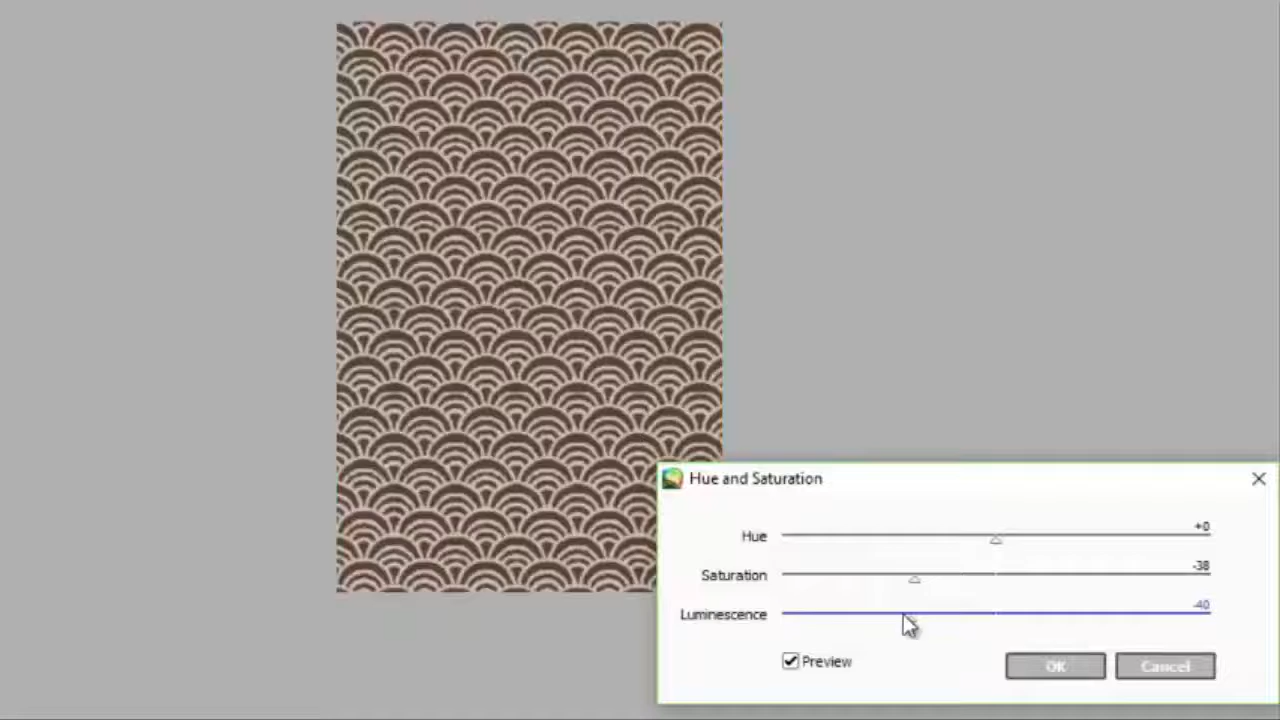 Hue and Saturation
Hue +0
Saturation -38
Luminescence -40
Preview OK Cancel